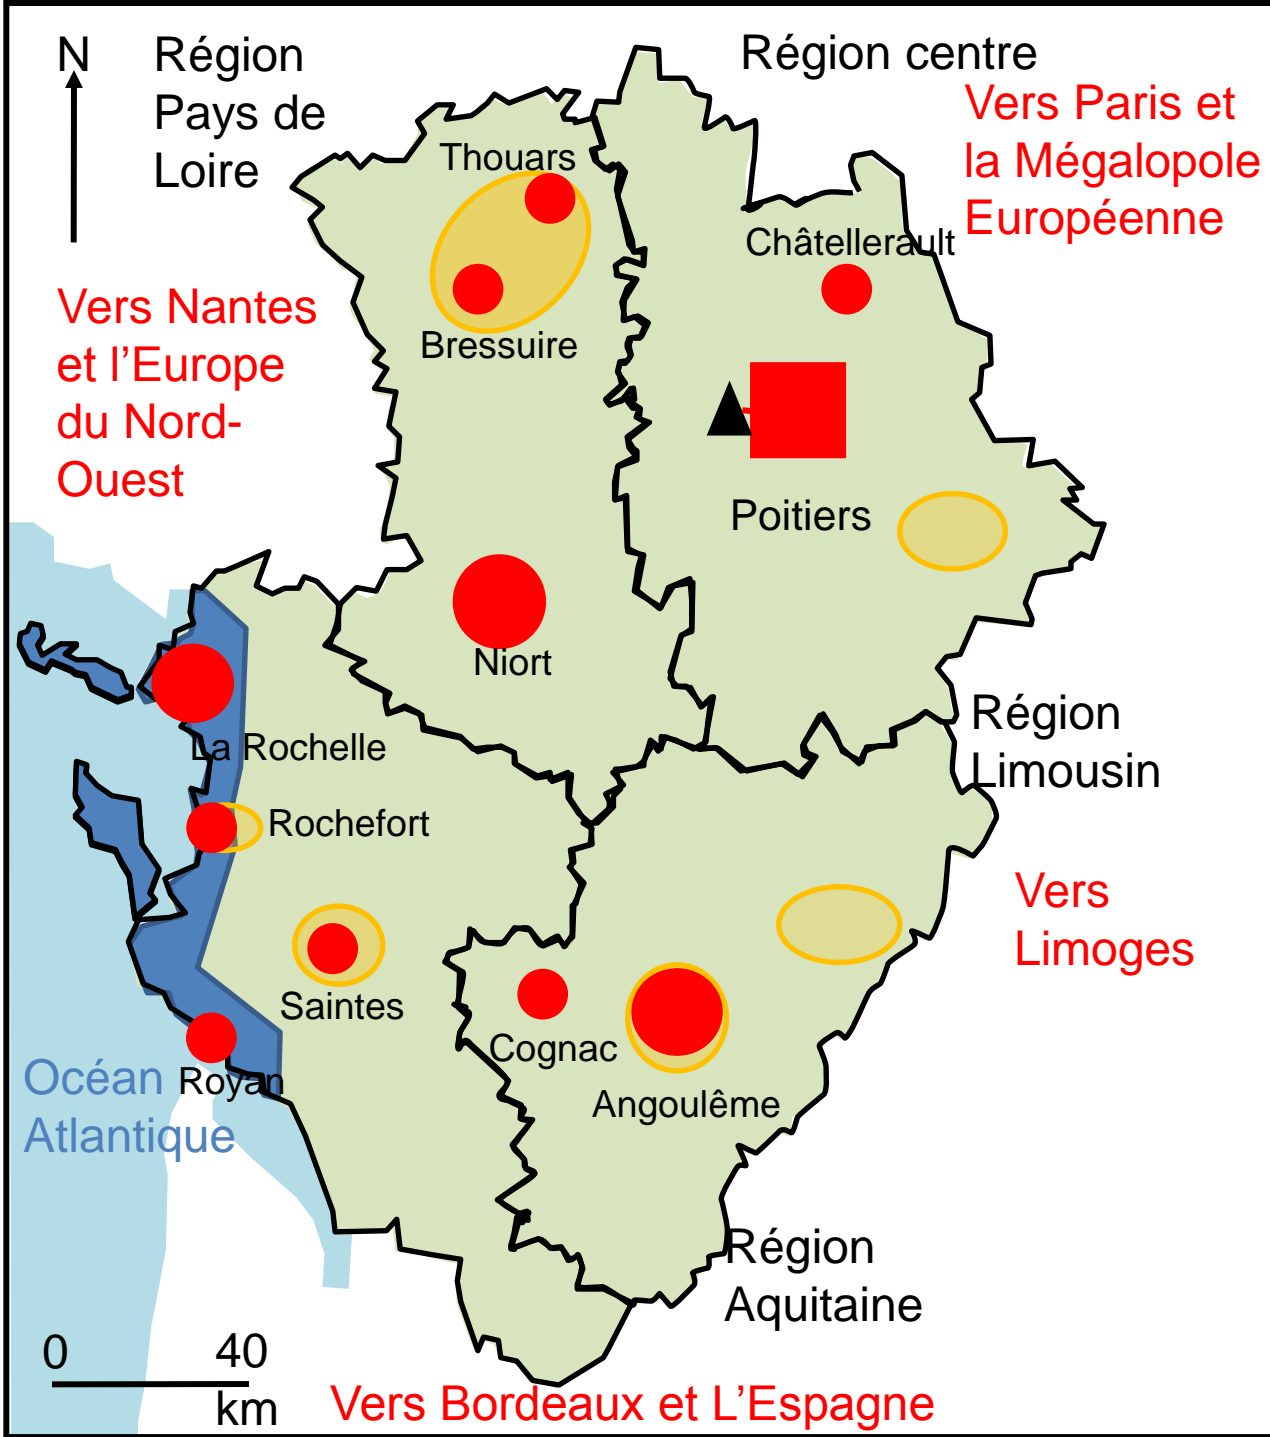 N
Région
Pays de
Loire
Région centre
Vers Paris et
la Mégalopole
Européenne
Thouars
Châtellerault
Vers Nantes
et l'Europe
du Nord-
Ouest
Bressuire
Poitiers
Niort
Région
Limousin
La Rochelle
Rochefort
Vers
Limoges
Saintes
Cognac
Angoulême
Océan
Atlantique
Royan
Région
Aquitaine
0 40
km
Vers Bordeaux et L'Espagne